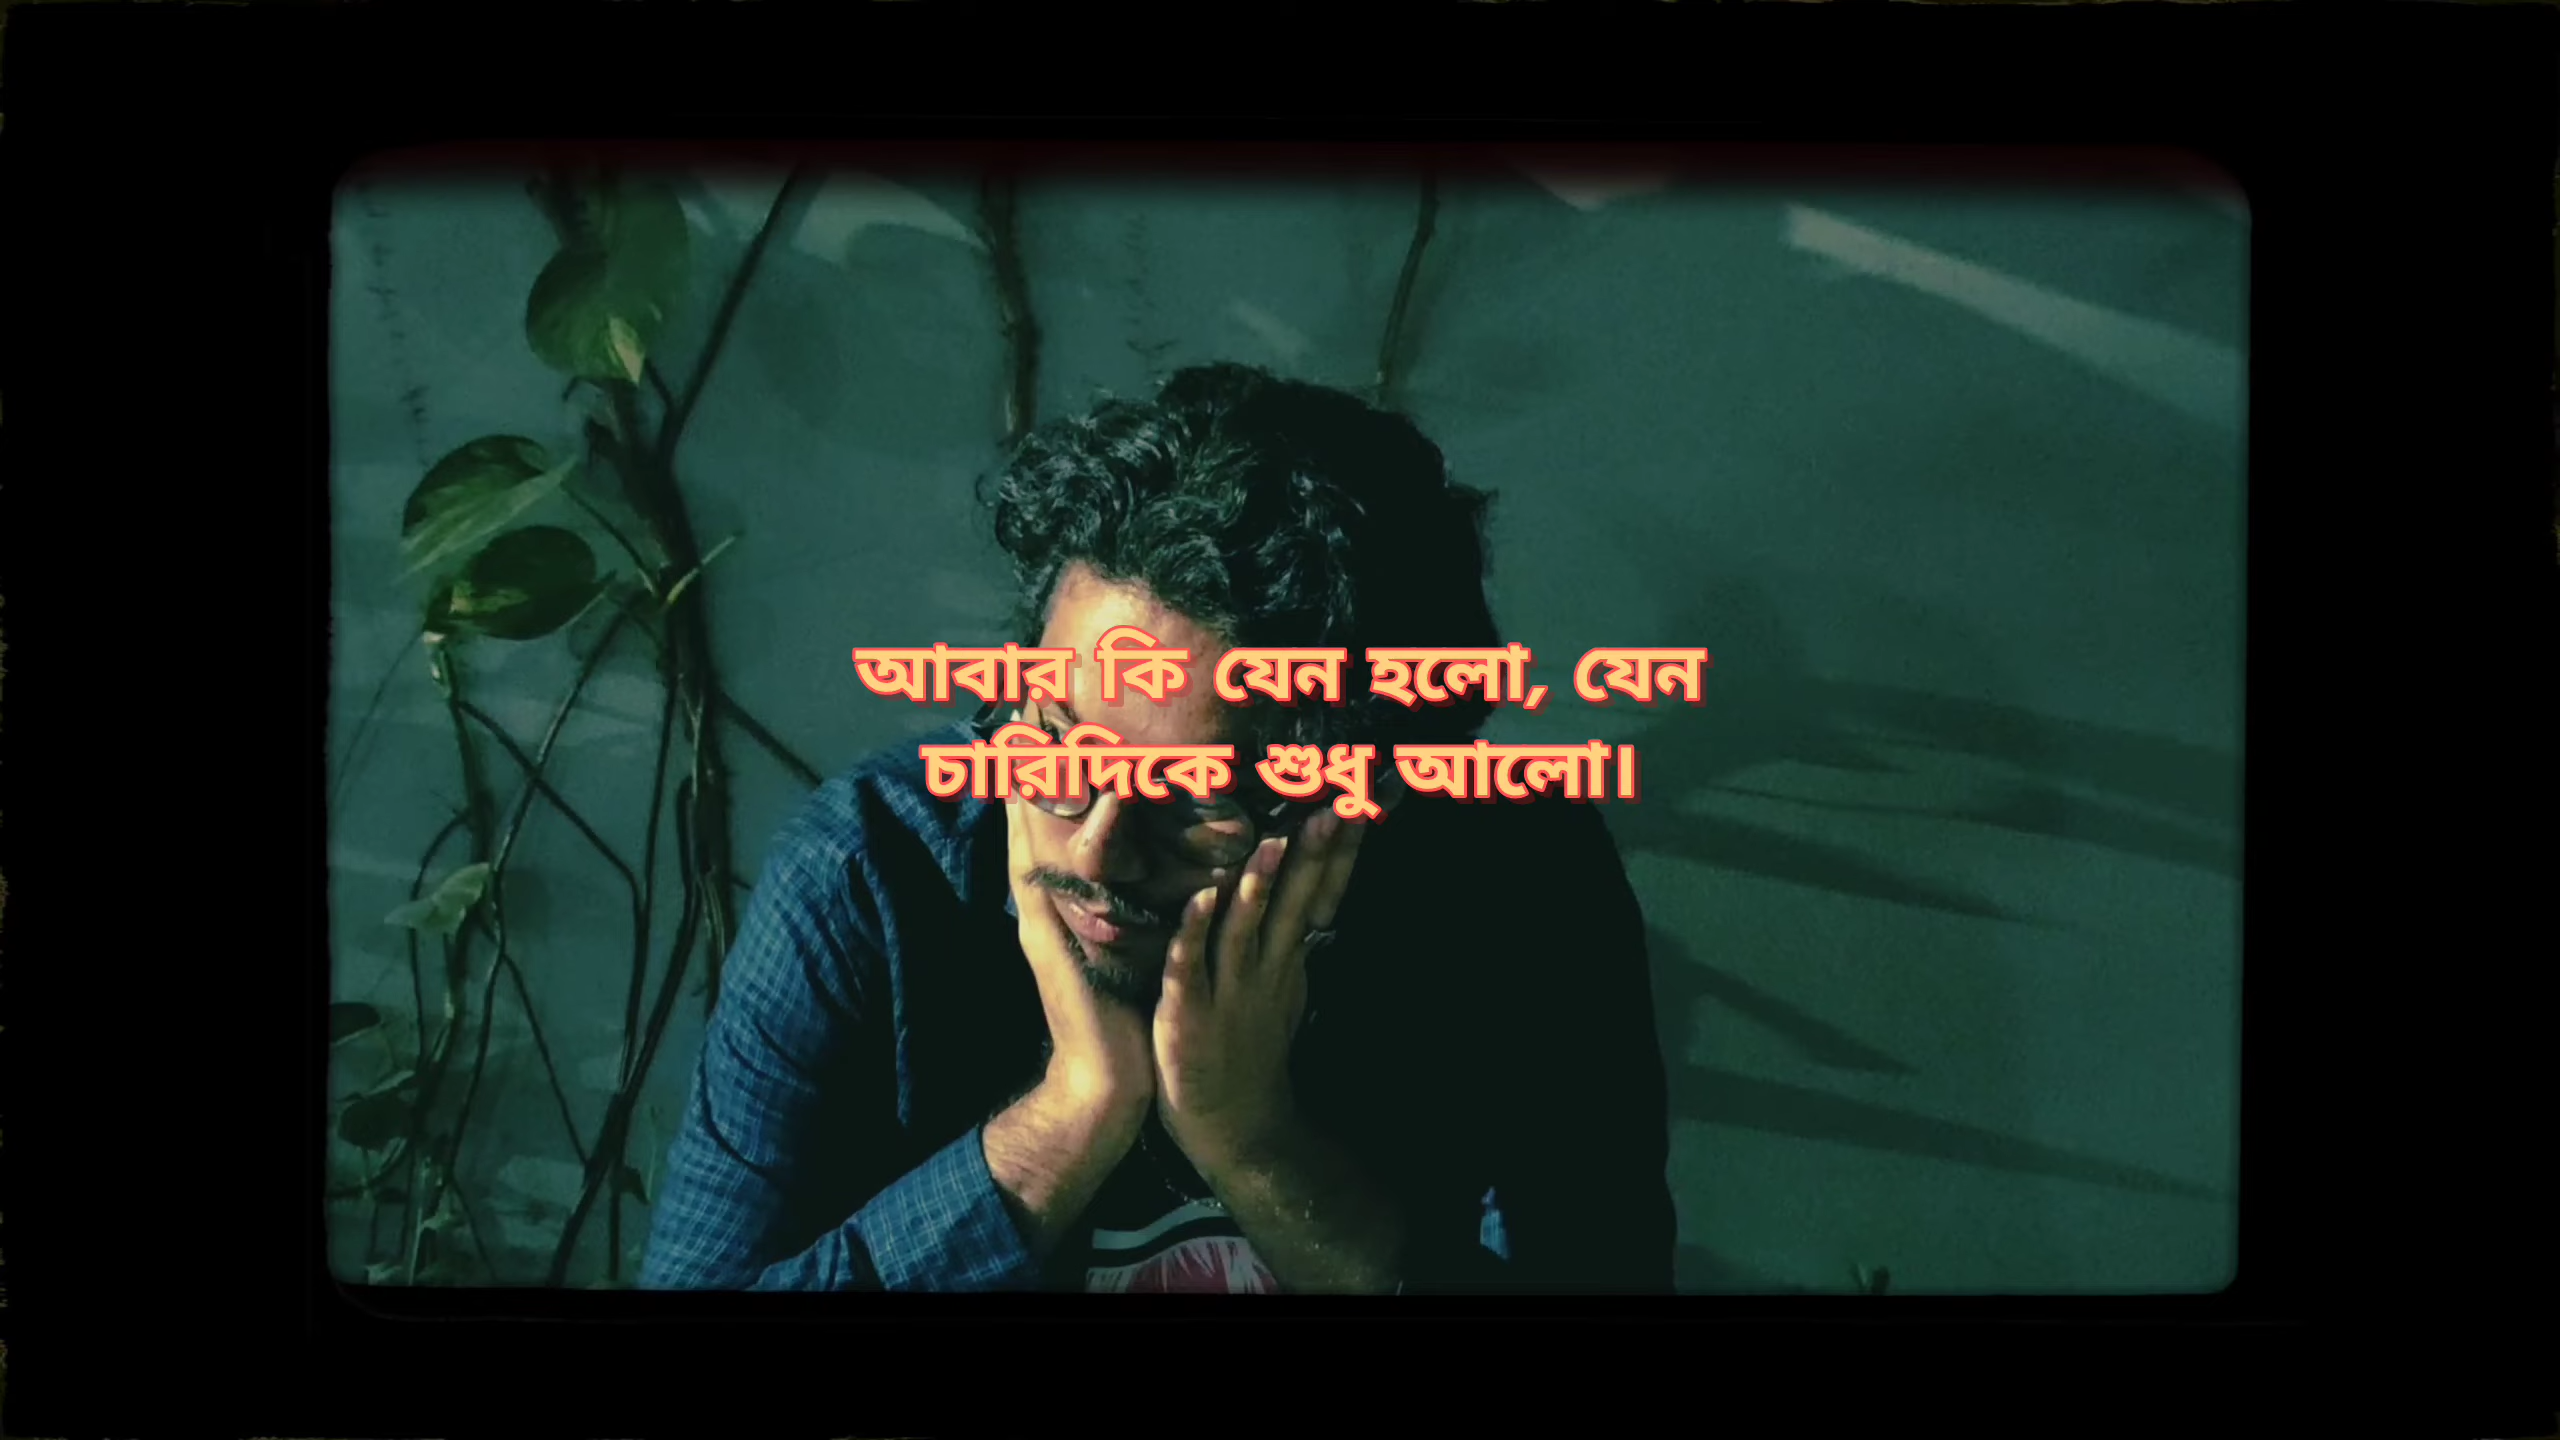 আবার কি যেন হলো, যেন
চারিদিকে শুধু আলো।